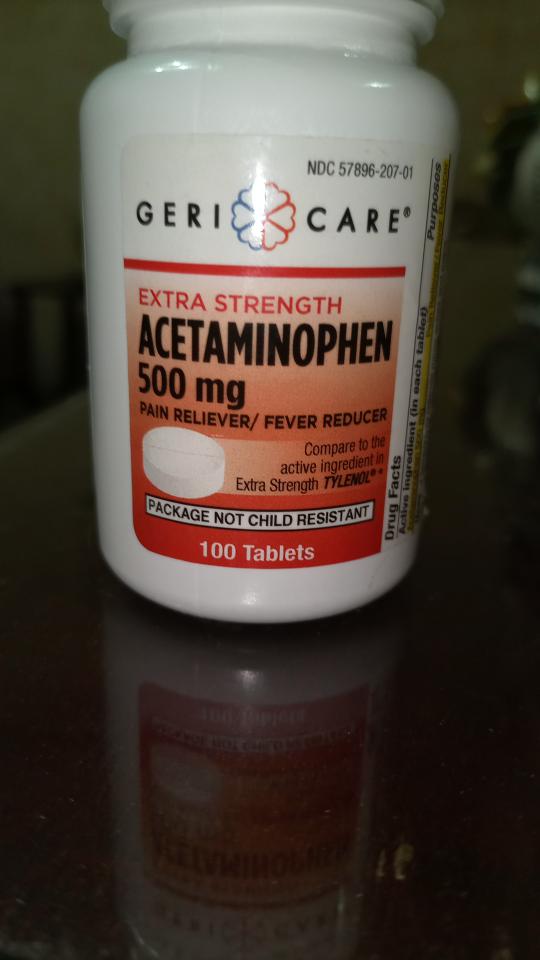 NDC 57896-207-01
GERI CARE®
EXTRA STRENGTH
ACETAMINOPHEN
500 mg
PAIN RELIEVER/ FEVER REDUCER
Compare to the
active ingredient in
Extra Strength TYLENOL®*
PACKAGE NOT CHILD RESISTANT
100 Tablets
Drug Facts
Active ingredient (in each tablet)
Purposes